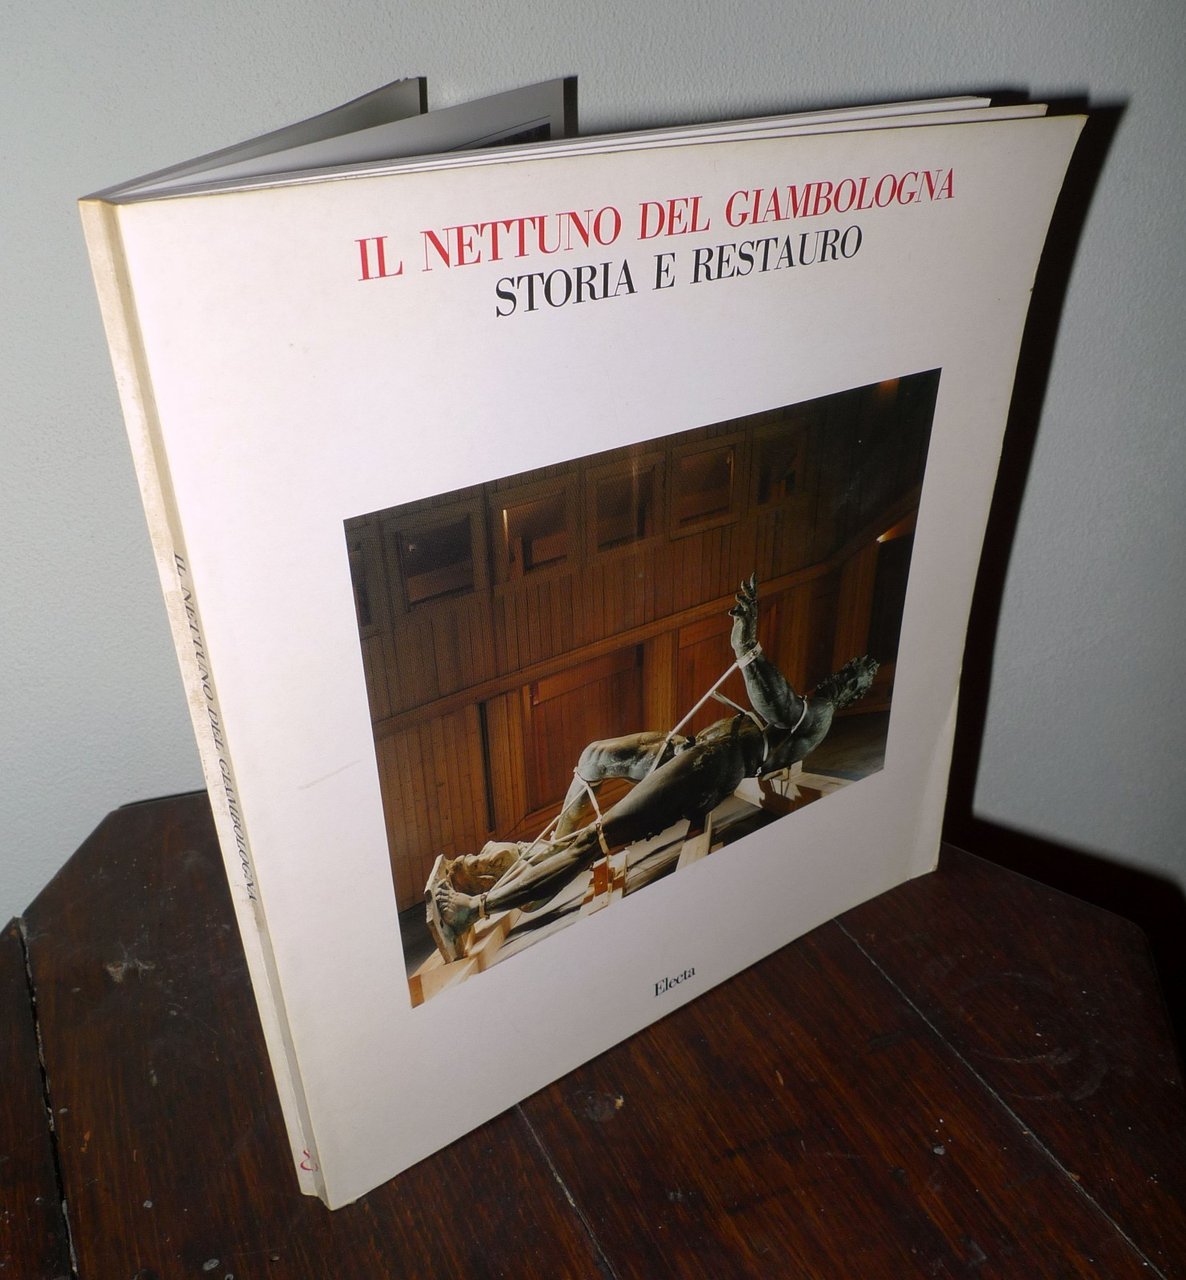 IL NETTUNO DEL GIAMBOLOGNA
STORIA E RESTAURO
Electa
IL NETTUNO DEL GIAMBOLOGNA